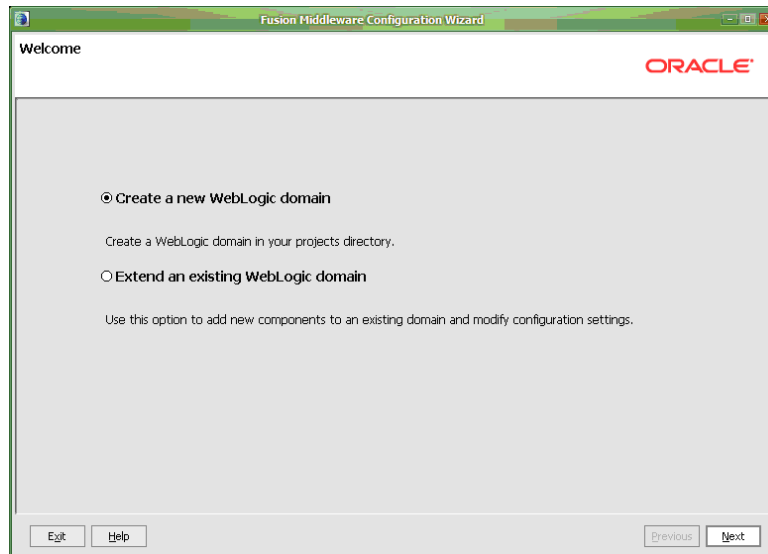 Fusion Middleware Configuration Wizard
Welcome
ORACLE
Create a new WebLogic domain
Create a WebLogic domain in your projects directory.
Extend an existing WebLogic domain
Use this option to add new components to an existing domain and modify configuration settings.
Exit Help Previous Next